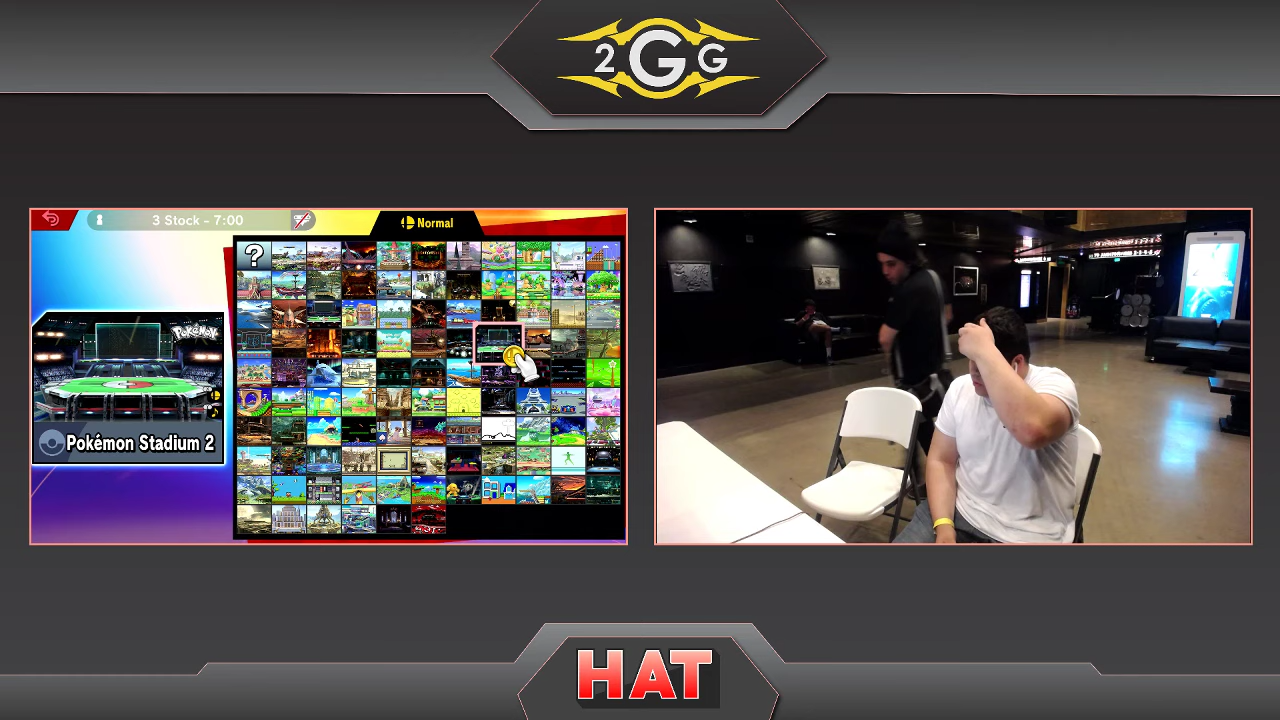 2GG
3 Stock - 7:00
Normal
?
POKéMON
Pokémon Stadium 2
HAT